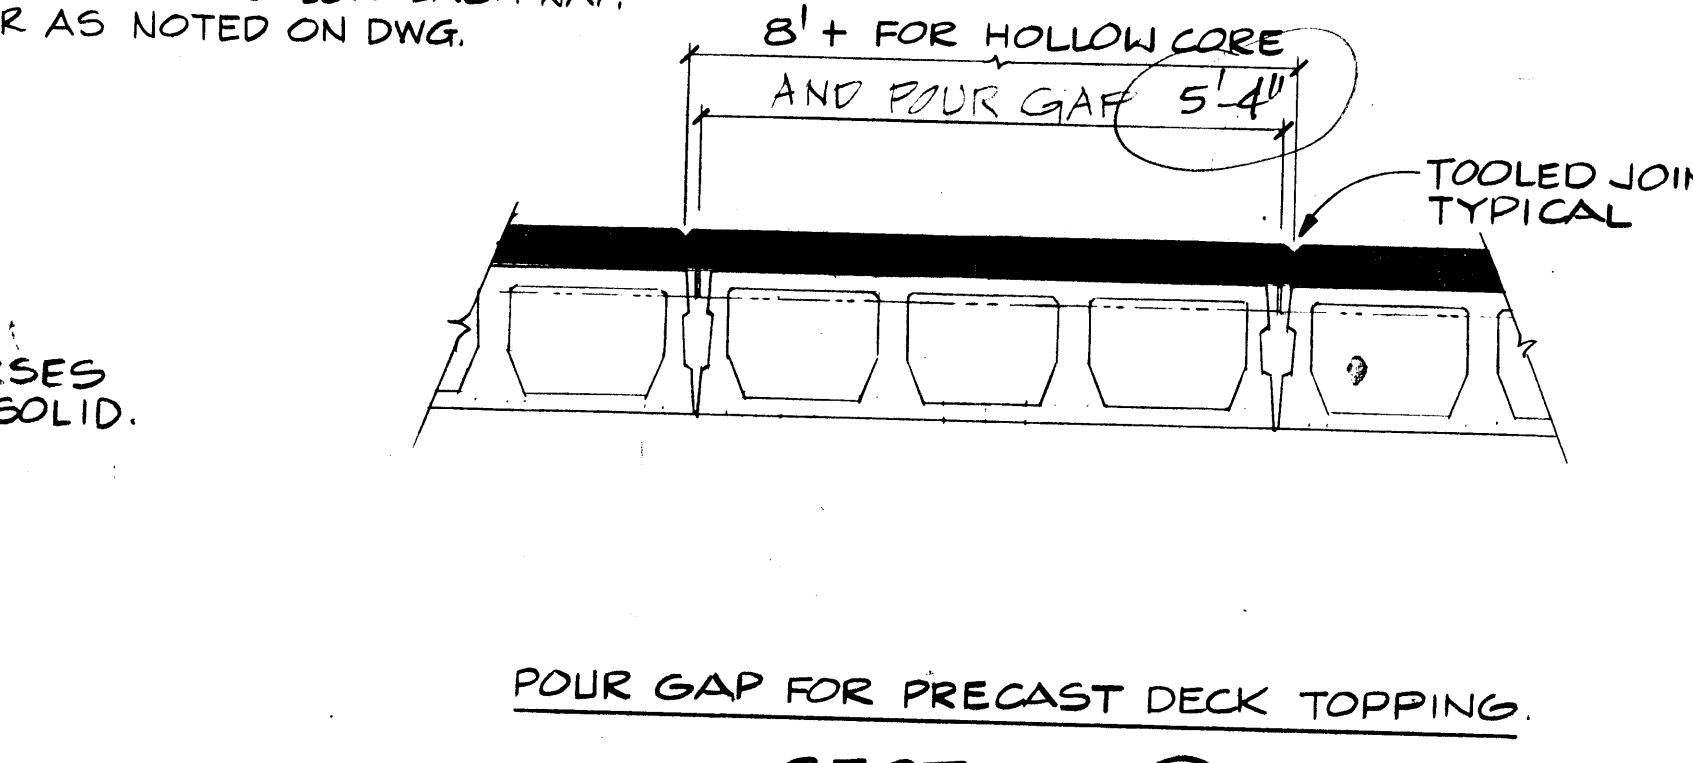 R AS NOTED ON DWG.
8'+ FOR HOLLOW CORE
AND POUR GAP 5'-4"
TOOLED JOIN
TYPICAL
SES
SOLID.
POUR GAP FOR PRECAST DECK TOPPING.